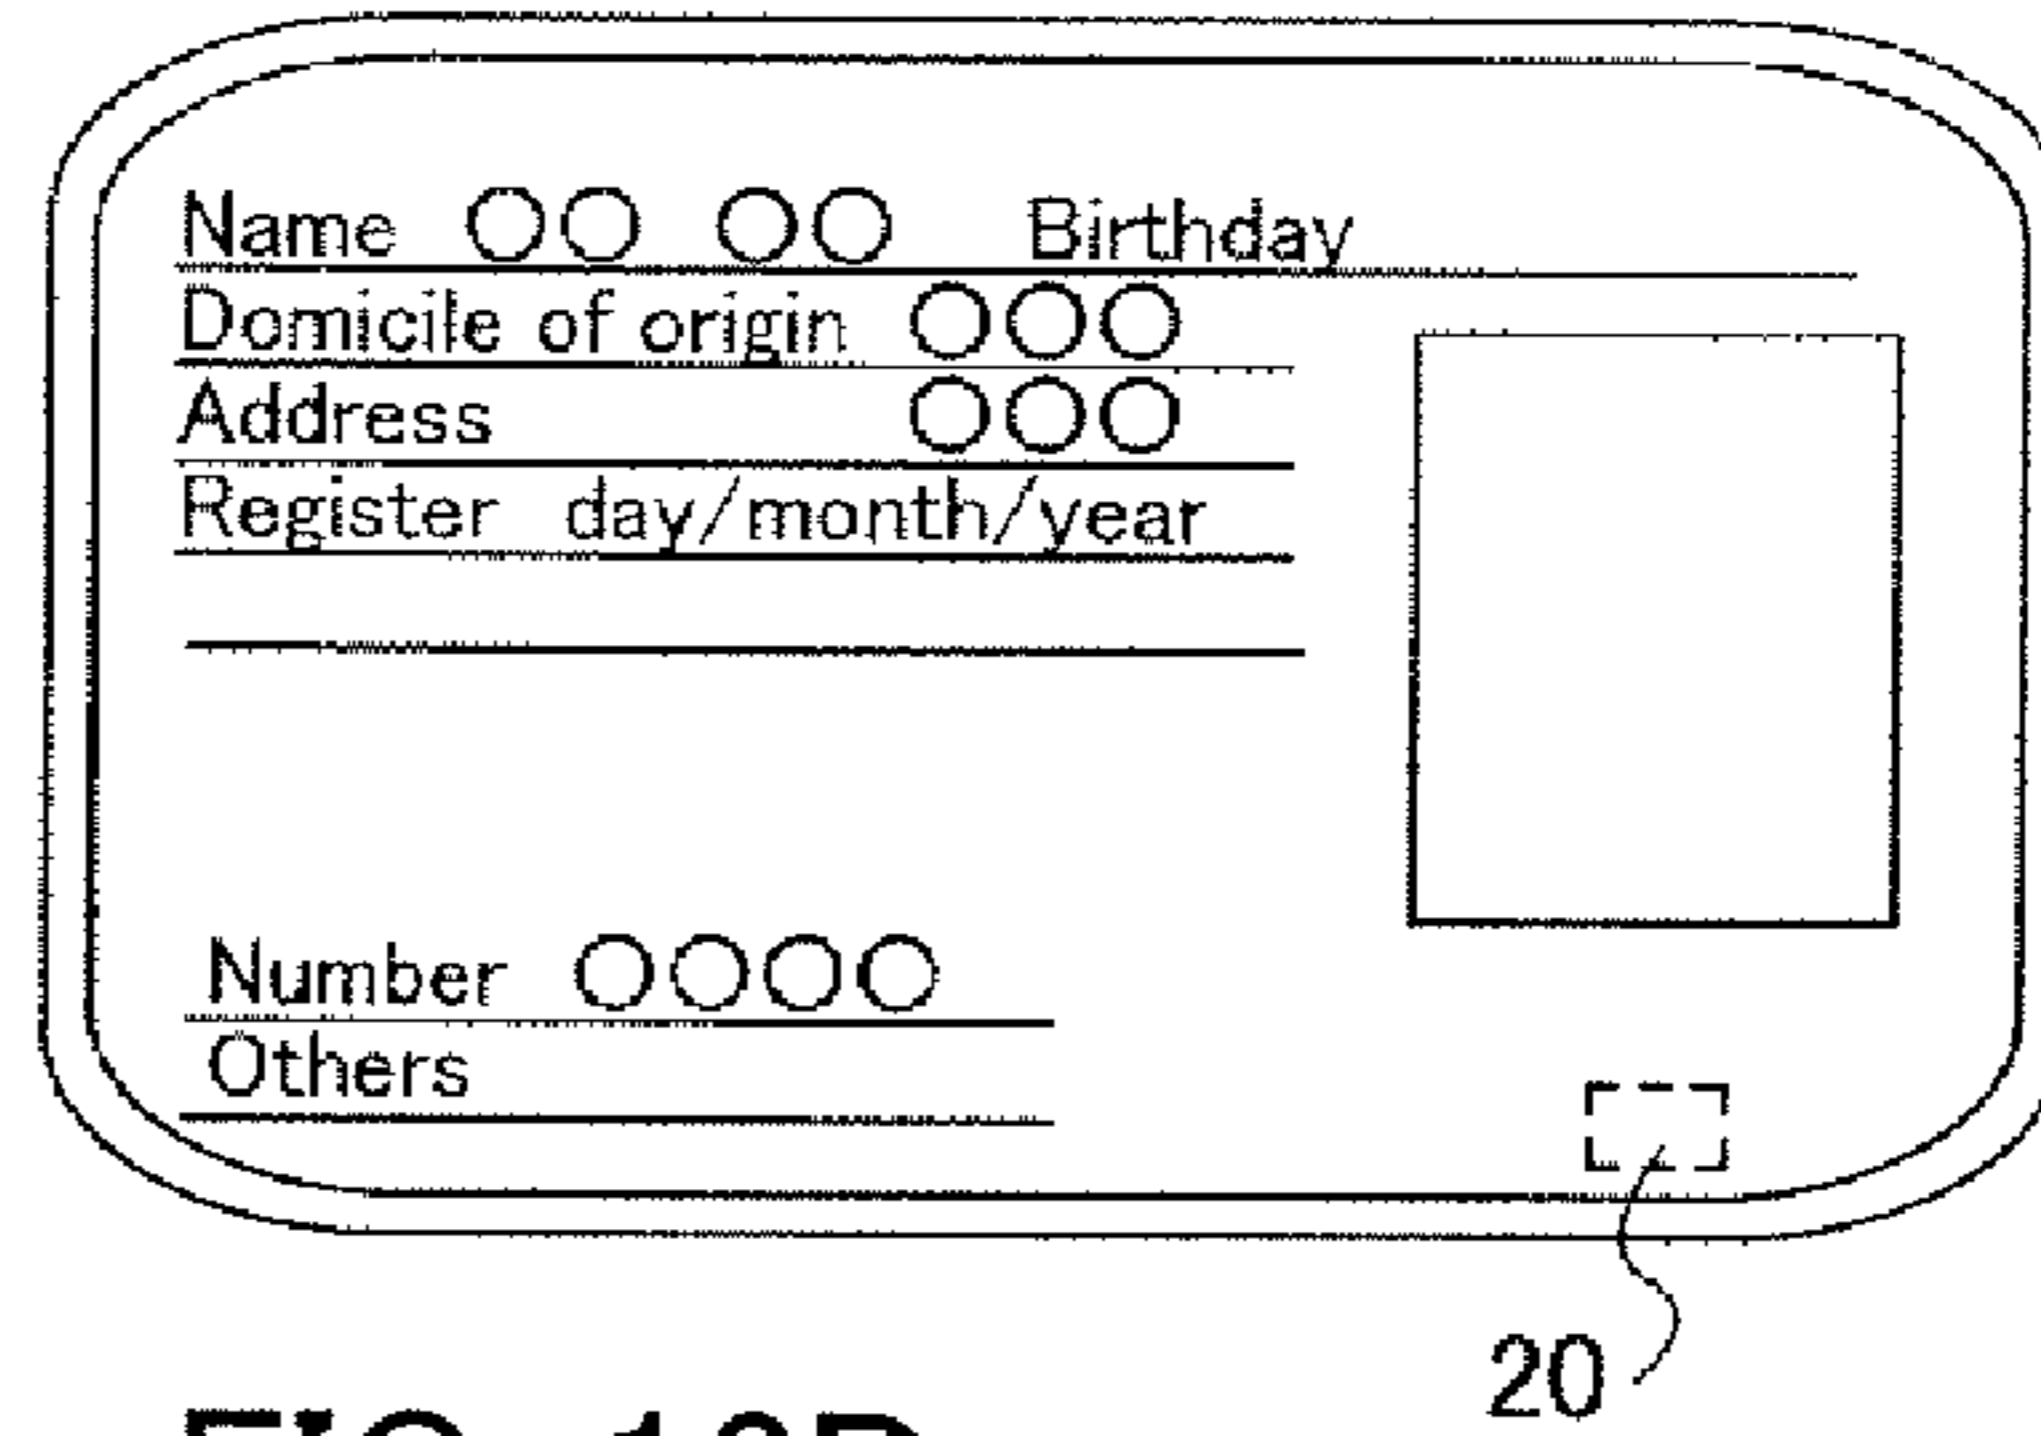 Name ○○ ○○ Birthday
Domicile of origin ○○○
Address ○○○
Register day/month/year
Number ○○○○
Others
20